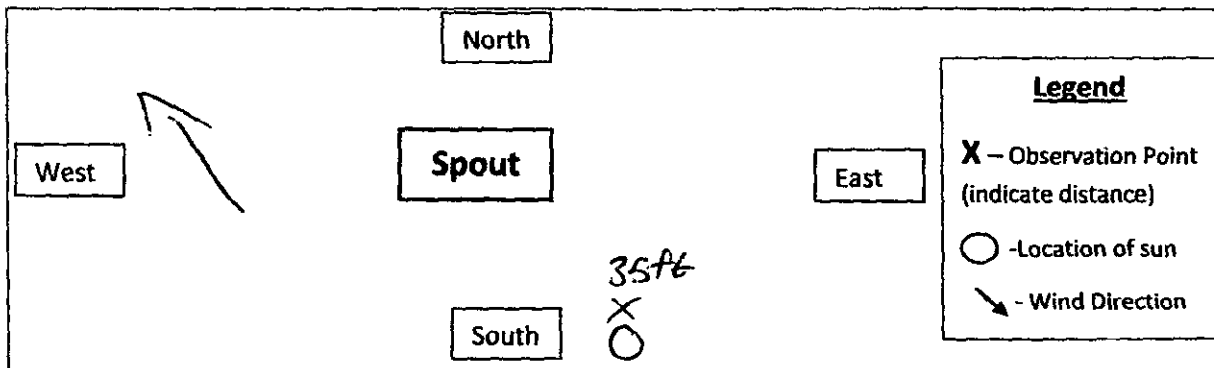 North
West
Spout
East
35ft
X
South
Legend
X – Observation Point
(indicate distance)
-Location of sun
- Wind Direction